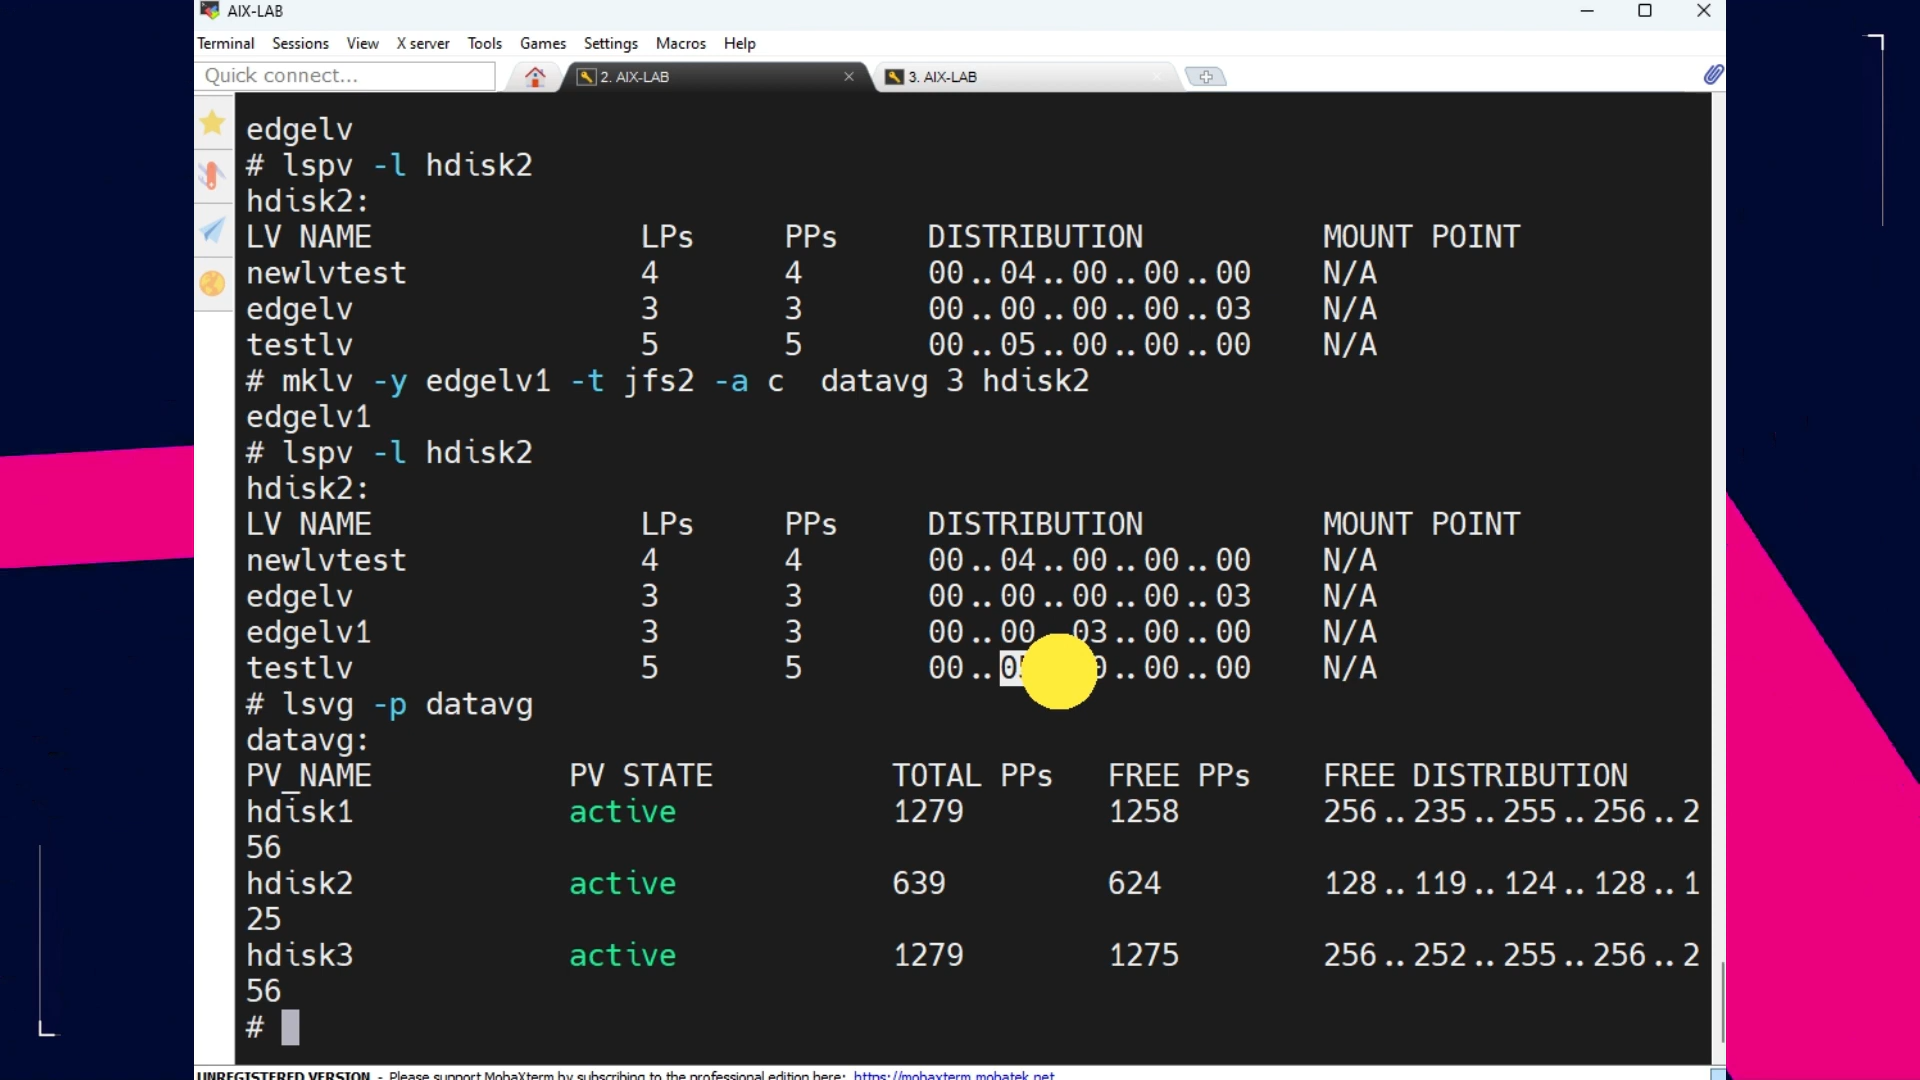 AIX-LAB
Terminal Sessions View X server Tools Games Settings Macros Help
Quick connect... 2. AIX-LAB 3. AIX-LAB
edgelv
# lspv -l hdisk2
hdisk2:
LV NAME LPs PPs DISTRIBUTION MOUNT POINT
newlvtest 4 4 00..04..00..00..00 N/A
edgelv 3 3 00..00..00..00..03 N/A
testlv 5 5 00..05..00..00..00 N/A
# mklv -y edgelv1 -t jfs2 -a c  datavg 3 hdisk2
edgelv1
# lspv -l hdisk2
hdisk2:
LV NAME LPs PPs DISTRIBUTION MOUNT POINT
newlvtest 4 4 00..04..00..00..00 N/A
edgelv 3 3 00..00..00..00..03 N/A
edgelv1 3 3 00..00 03..00..00 N/A
testlv 5 5 00.. ..00..00 N/A
# lsvg -p datavg
datavg:
PV_NAME PV STATE TOTAL PPs FREE PPs FREE DISTRIBUTION
hdisk1 active 1279 1258 256..235..255..256..2
56
hdisk2 active 639 624 128..119..124..128..1
25
hdisk3 active 1279 1275 256..252..255..256..2
56
#
UNREGISTERED VERSION - Please support MobaXterm by subscribing to the professional edition here: https://mobaxterm.mobatek.net